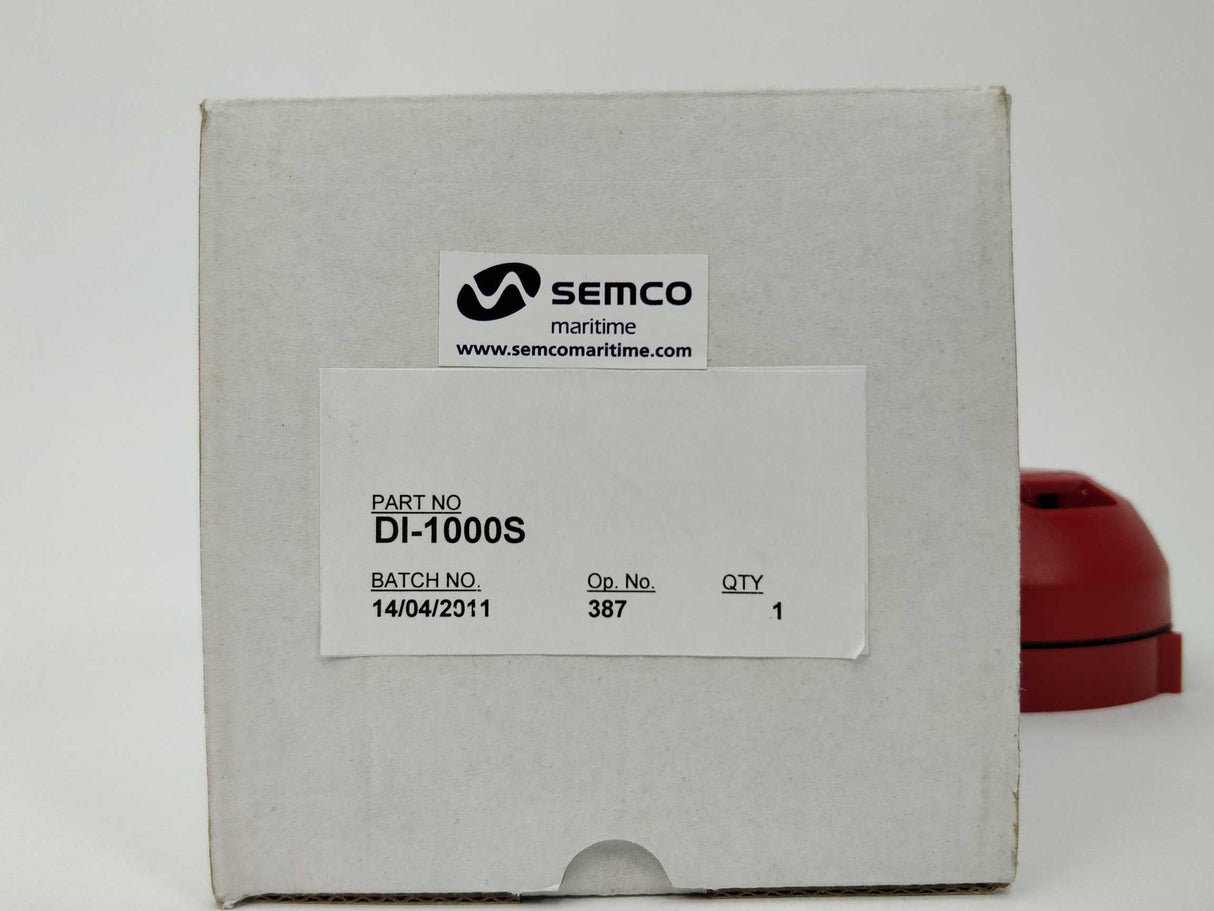 SEMCO
maritime
www.semcomaritime.com
PART NO
DI-1000S
BATCH NO. Op. No. QTY
14/04/2011 387 1